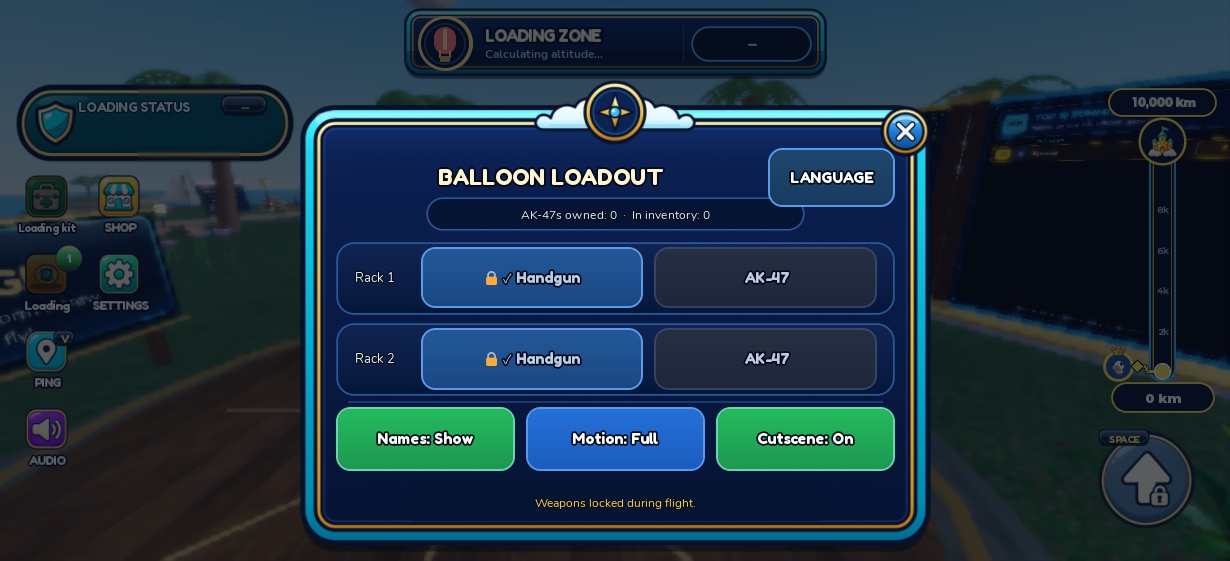 LOADING ZONE
Calculating altitude...
–
LOADING STATUS
–
10,000 km
BALLOON LOADOUT
LANGUAGE
AK-47s owned: 0 · In inventory: 0
Loading kit
SHOP
8k
Rack 1
🔒 ✓ Handgun
AK-47
6k
1
Loading
SETTINGS
4k
Rack 2
🔒 ✓ Handgun
AK-47
2k
V
PING
0 km
Names: Show
Motion: Full
Cutscene: On
SPACE
AUDIO
Weapons locked during flight.